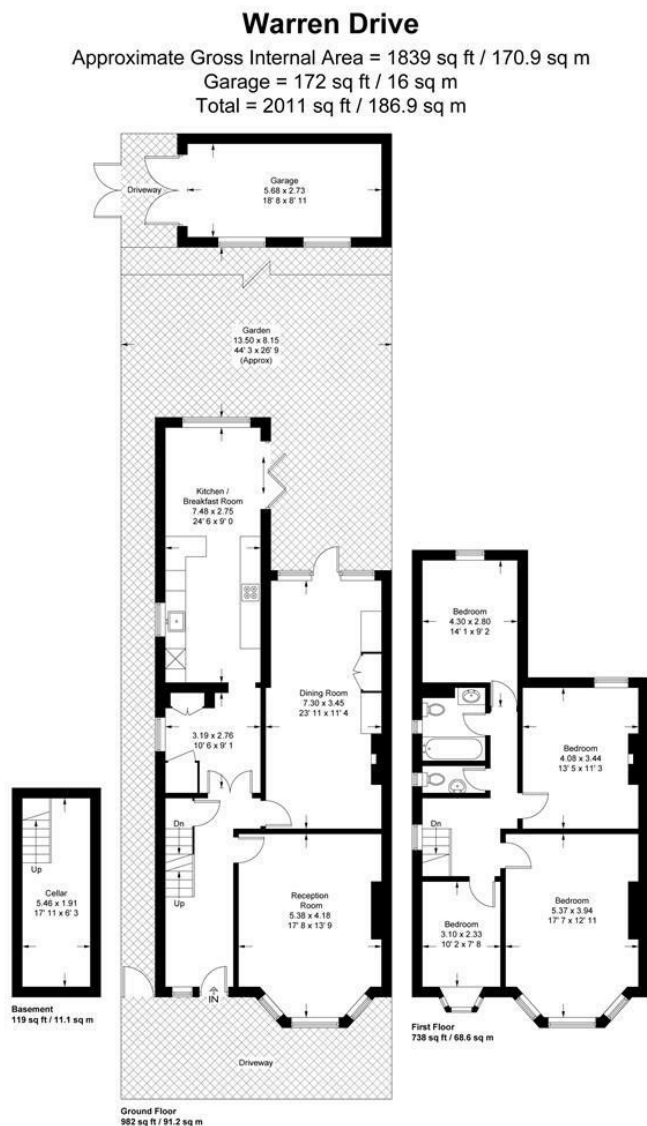 Warren Drive
Approximate Gross Internal Area = 1839 sq ft / 170.9 sq m
Garage = 172 sq ft / 16 sq m
Total = 2011 sq ft / 186.9 sq m
Driveway
Garage
5.68 x 2.73
18' 8 x 8' 11
Garden
13.50 x 8.15
44' 3 x 26' 9
(Approx)
Kitchen /
Breakfast Room
7.48 x 2.75
24' 6 x 9' 0
Dining Room
7.30 x 3.45
23' 11 x 11' 4
3.19 x 2.76
10' 6 x 9' 1
Dn
Up
Reception
Room
5.38 x 4.18
17' 8 x 13' 9
IN
Driveway
Ground Floor
982 sq ft / 91.2 sq m
Up
Cellar
5.46 x 1.91
17' 11 x 6' 3
Basement
119 sq ft / 11.1 sq m
Bedroom
4.30 x 2.80
14' 1 x 9' 2
Bedroom
4.08 x 3.44
13' 5 x 11' 3
Dn
Bedroom
3.10 x 2.33
10' 2 x 7' 8
Bedroom
5.37 x 3.94
17' 7 x 12' 11
First Floor
738 sq ft / 68.6 sq m